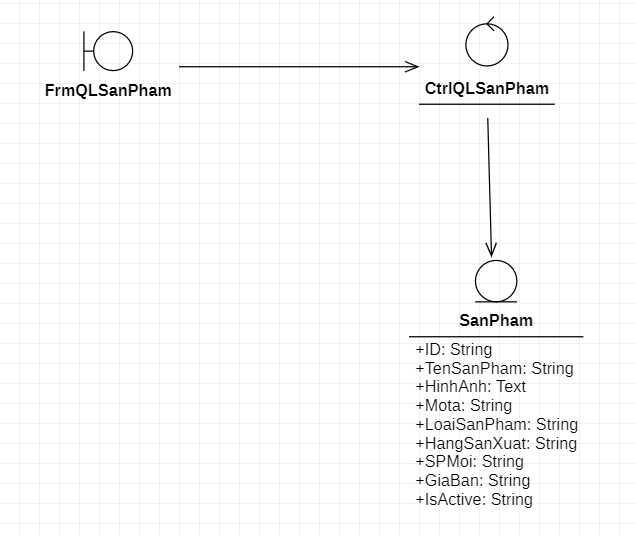 FrmQLSanPham
CtrlQLSanPham
SanPham
+ID: String
+TenSanPham: String
+HinhAnh: Text
+Mota: String
+LoaiSanPham: String
+HangSanXuat: String
+SPMoi: String
+GiaBan: String
+IsActive: String